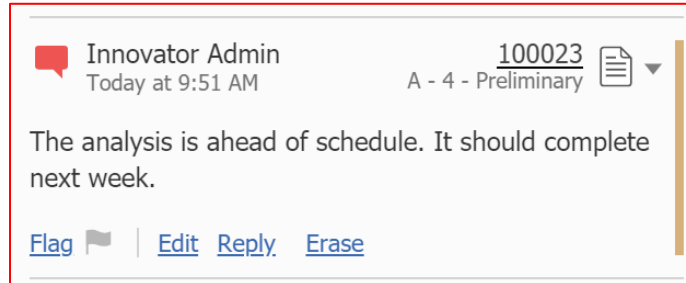 Innovator Admin
100023
Today at 9:51 AM
A - 4 - Preliminary
The analysis is ahead of schedule. It should complete
next week.
Flag
Edit Reply Erase